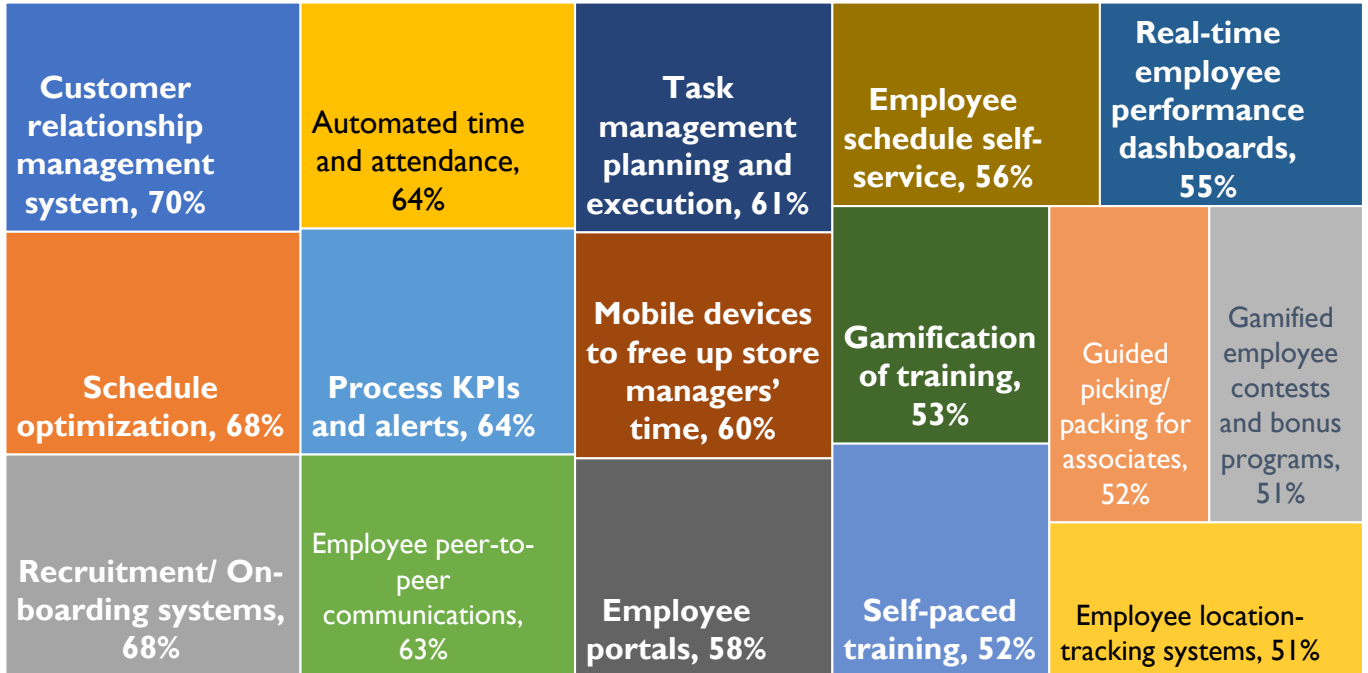 Customer
relationship
management
system, 70%
Automated time
and attendance,
64%
Task
management
planning and
execution, 61%
Employee
schedule self-
service, 56%
Real-time
employee
performance
dashboards,
55%
Schedule
optimization, 68%
Process KPIs
and alerts, 64%
Mobile devices
to free up store
managers’
time, 60%
Gamification
of training,
53%
Guided
picking/
packing for
associates,
52%
Gamified
employee
contests
and bonus
programs,
51%
Recruitment/ On-
boarding systems,
68%
Employee peer-to-
peer
communications,
63%
Employee
portals, 58%
Self-paced
training, 52%
Employee location-
tracking systems, 51%